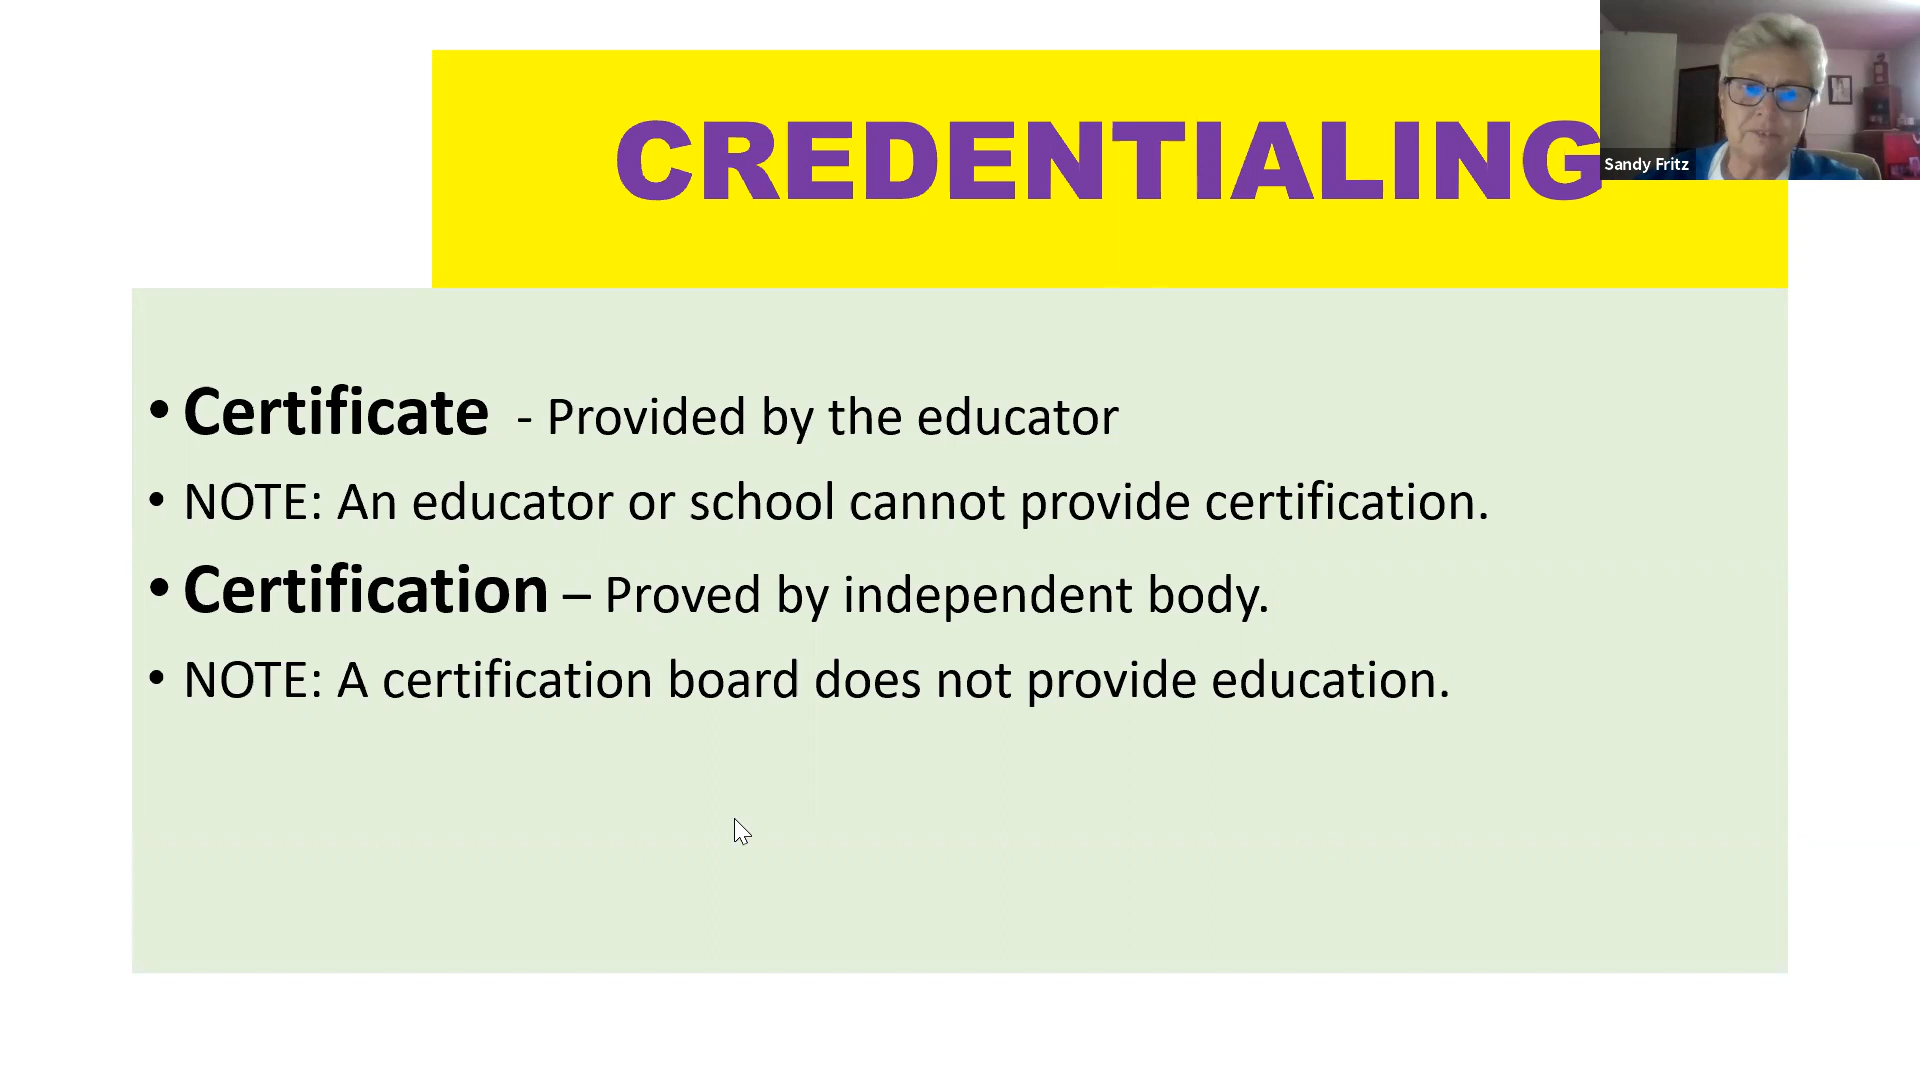 CREDENTIALING
Sandy Fritz
• Certificate - Provided by the educator
• NOTE: An educator or school cannot provide certification.
• Certification – Proved by independent body.
• NOTE: A certification board does not provide education.